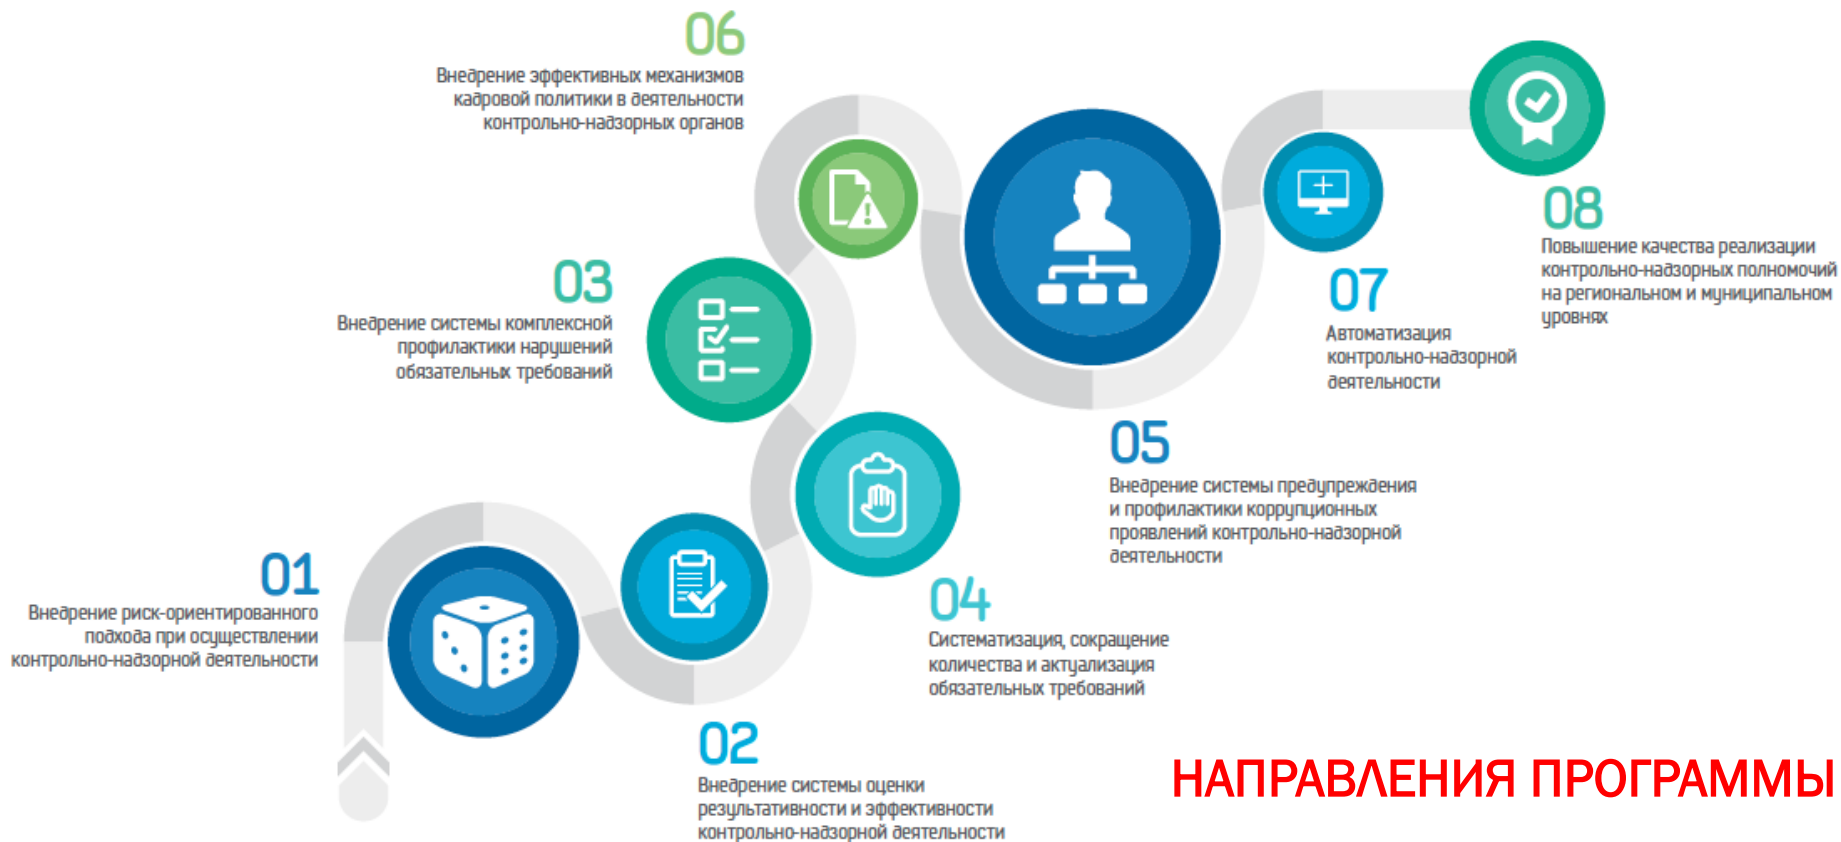 06
Внедрение эффективных механизмов
кадровой политики в деятельности
контрольно-надзорных органов
03
Внедрение системы комплексной
профилактики нарушений
обязательных требований
01
Внедрение риск-ориентированного
подхода при осуществлении
контрольно-надзорной деятельности
02
Внедрение системы оценки
результативности и эффективности
контрольно-надзорной деятельности
04
Систематизация, сокращение
количества и актуализация
обязательных требований
05
Внедрение системы предупреждения
и профилактики коррупционных
проявлений контрольно-надзорной
деятельности
07
Автоматизация
контрольно-надзорной
деятельности
08
Повышение качества реализации
контрольно-надзорных полномочий
на региональном и муниципальном
уровнях
НАПРАВЛЕНИЯ ПРОГРАММЫ